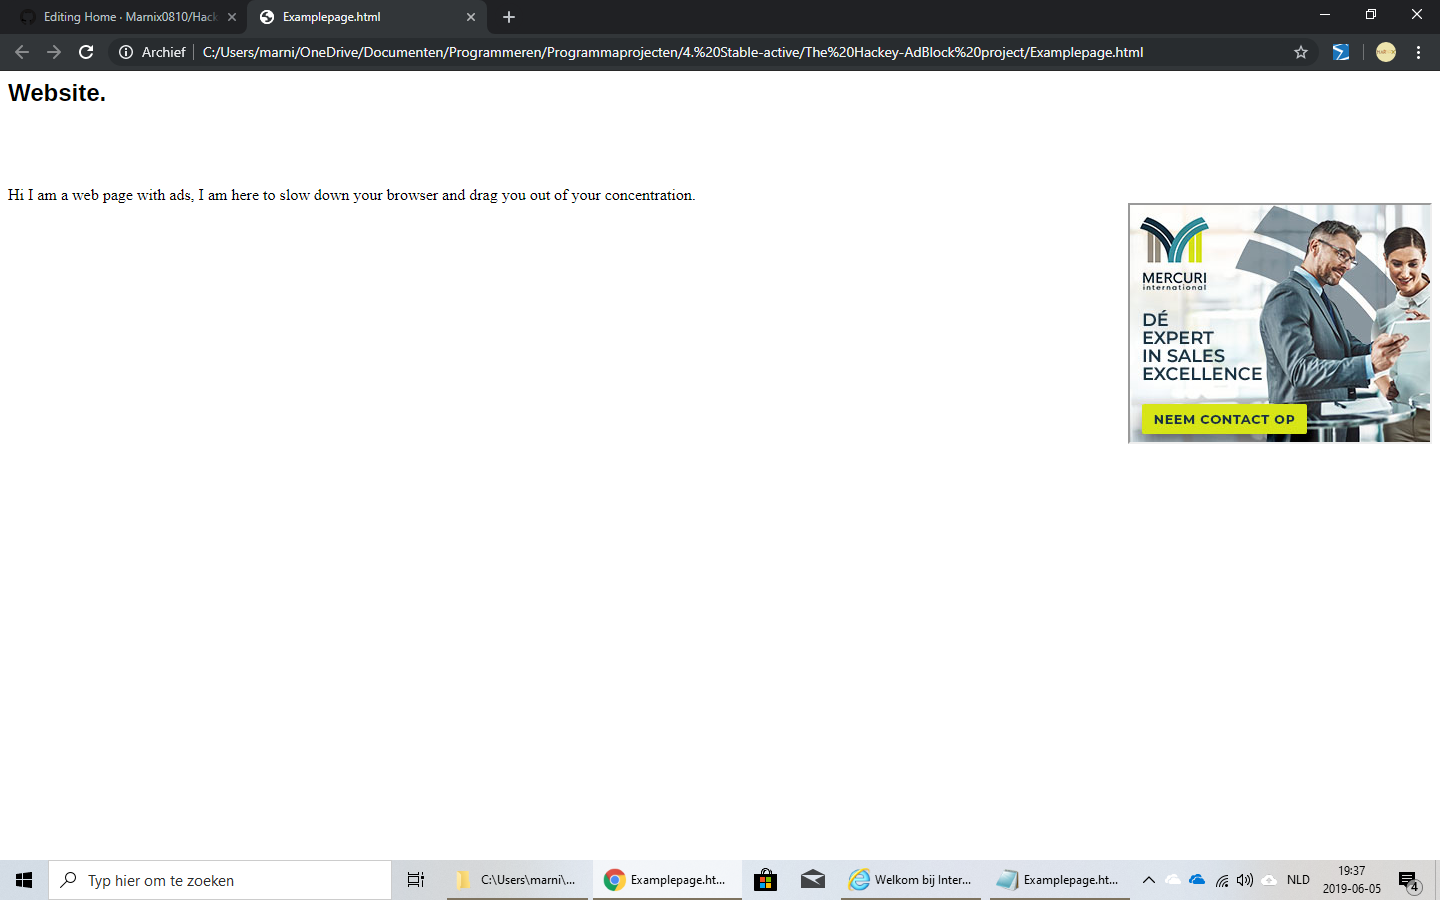 Editing Home · Marnix0810/Hack
Examplepage.html
Archief
C:/Users/marni/OneDrive/Documenten/Programmeren/Programmaprojecten/4.%20Stable-active/The%20Hackey-AdBlock%20project/Examplepage.html
Website.
Hi I am a web page with ads, I am here to slow down your browser and drag you out of your concentration.
MERCURI
international
DÉ
EXPERT
IN SALES
EXCELLENCE
NEEM CONTACT OP
Typ hier om te zoeken
C:\Users\marni\...
Examplepage.ht...
Welkom bij Inter...
Examplepage.ht...
NLD
19:37
2019-06-05
4